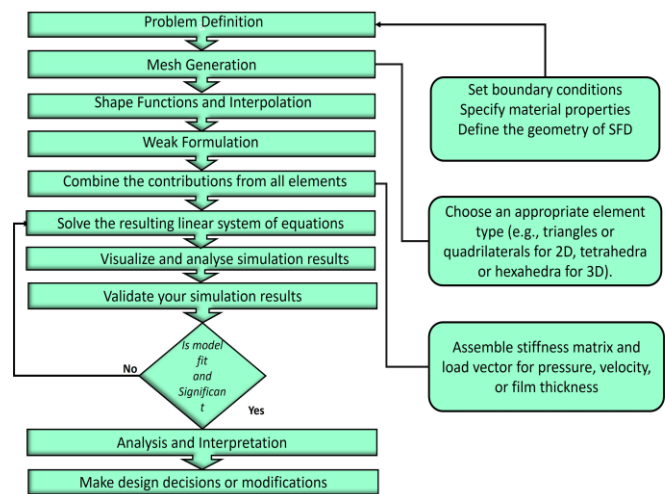 Problem Definition
Mesh Generation
Shape Functions and Interpolation
Weak Formulation
Combine the contributions from all elements
Solve the resulting linear system of equations
Visualize and analyse simulation results
Validate your simulation results
Is model
fit
and
Significan
t
No
Yes
Analysis and Interpretation
Make design decisions or modifications
Set boundary conditions
Specify material properties
Define the geometry of SFD
Choose an appropriate element
type (e.g., triangles or
quadrilaterals for 2D, tetrahedra
or hexahedra for 3D).
Assemble stiffness matrix and
load vector for pressure, velocity,
or film thickness